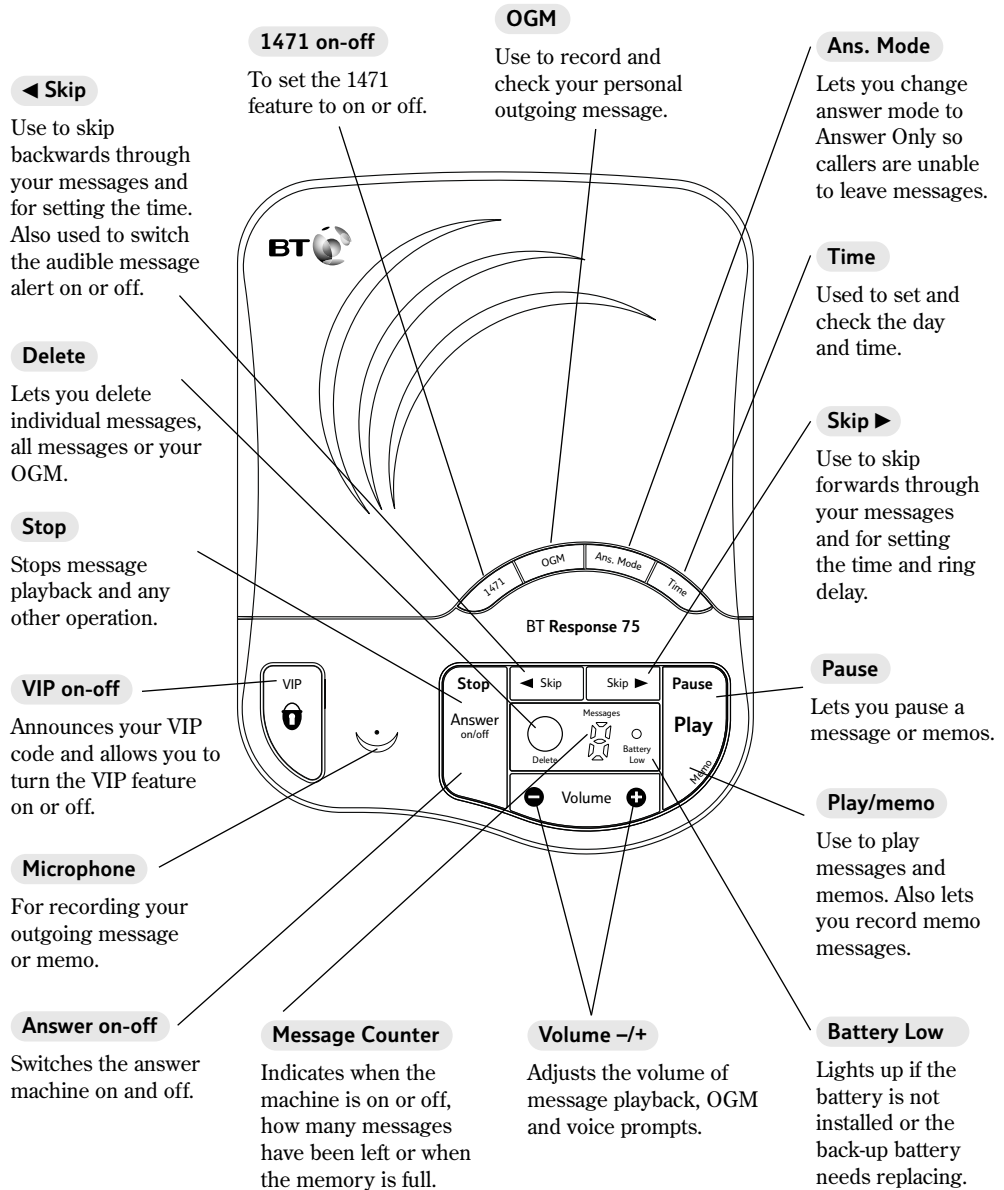 OGM
Use to record and
check your personal
outgoing message.
1471 on-off
To set the 1471
feature to on or off.
Ans. Mode
Lets you change
answer mode to
Answer Only so
callers are unable
to leave messages.
◄ Skip
Use to skip
backwards through
your messages and
for setting the time.
Also used to switch
the audible message
alert on or off.
Time
Used to set and
check the day
and time.
Delete
Lets you delete
individual messages,
all messages or your
OGM.
Skip ►
Use to skip
forwards through
your messages
and for setting
the time and ring
delay.
Stop
Stops message
playback and any
other operation.
VIP on-off
Announces your VIP
code and allows you to
turn the VIP feature
on or off.
Pause
Lets you pause a
message or memos.
Microphone
For recording your
outgoing message
or memo.
Play/memo
Use to play
messages and
memos. Also lets
you record memo
messages.
Answer on-off
Switches the answer
machine on and off.
Message Counter
Indicates when the
machine is on or off,
how many messages
have been left or when
the memory is full.
Volume –/+
Adjusts the volume of
message playback, OGM
and voice prompts.
Battery Low
Lights up if the
battery is not
installed or the
back-up battery
needs replacing.
BT
1471
OGM
Ans. Mode
Time
BT Response 75
VIP
Stop
Answer
on/off
◄ Skip
Skip ►
Pause
Play
Memo
Messages
Delete
Battery
Low
Volume